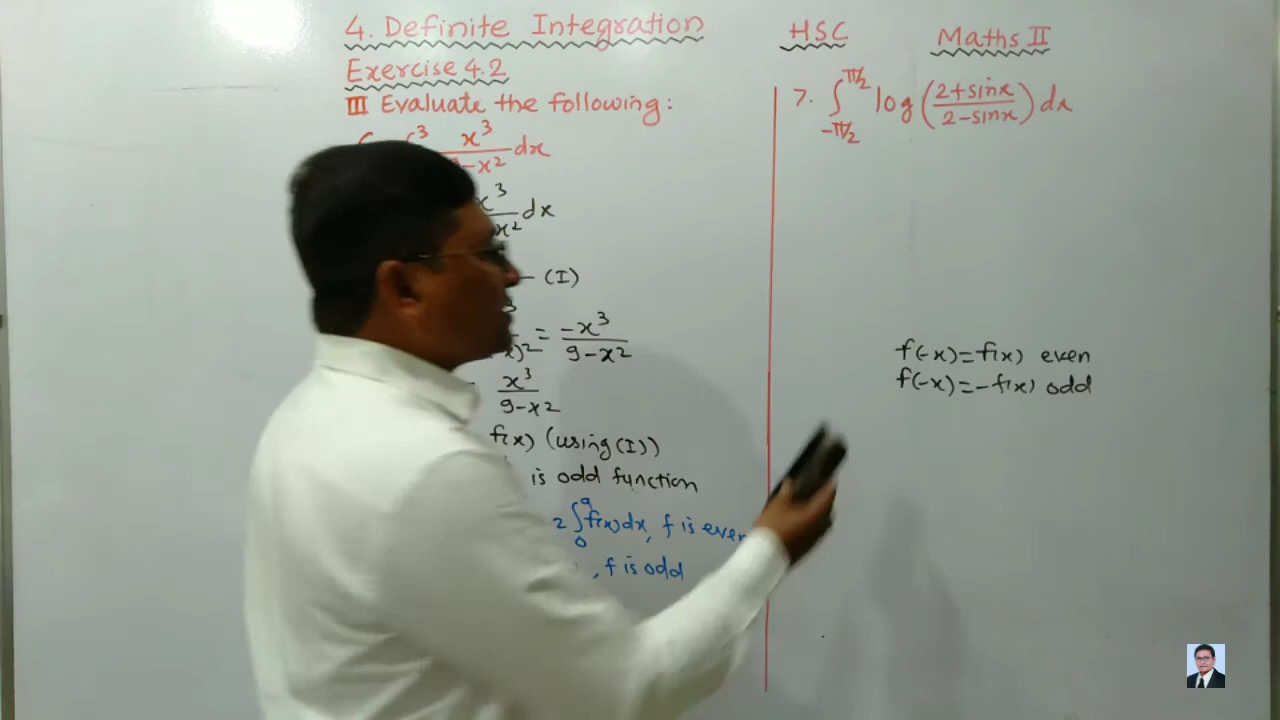 4. Definite Integration HSC Maths II
Exercise 4.2
III Evaluate the following:
∫ 3 x³ / -x² dx
x³ / x² dx
— (I)
x)² = -x³ / 9-x²
x³ / 9-x²
f(x) (using (I))
is odd function
2 ∫₀ᵃ f(x) dx, f is even
, f is odd
7. ∫ -π/2 π/2 log (2+sinx / 2-sinx) dx
f(-x)=f(x) even
f(-x)=-f(x) odd